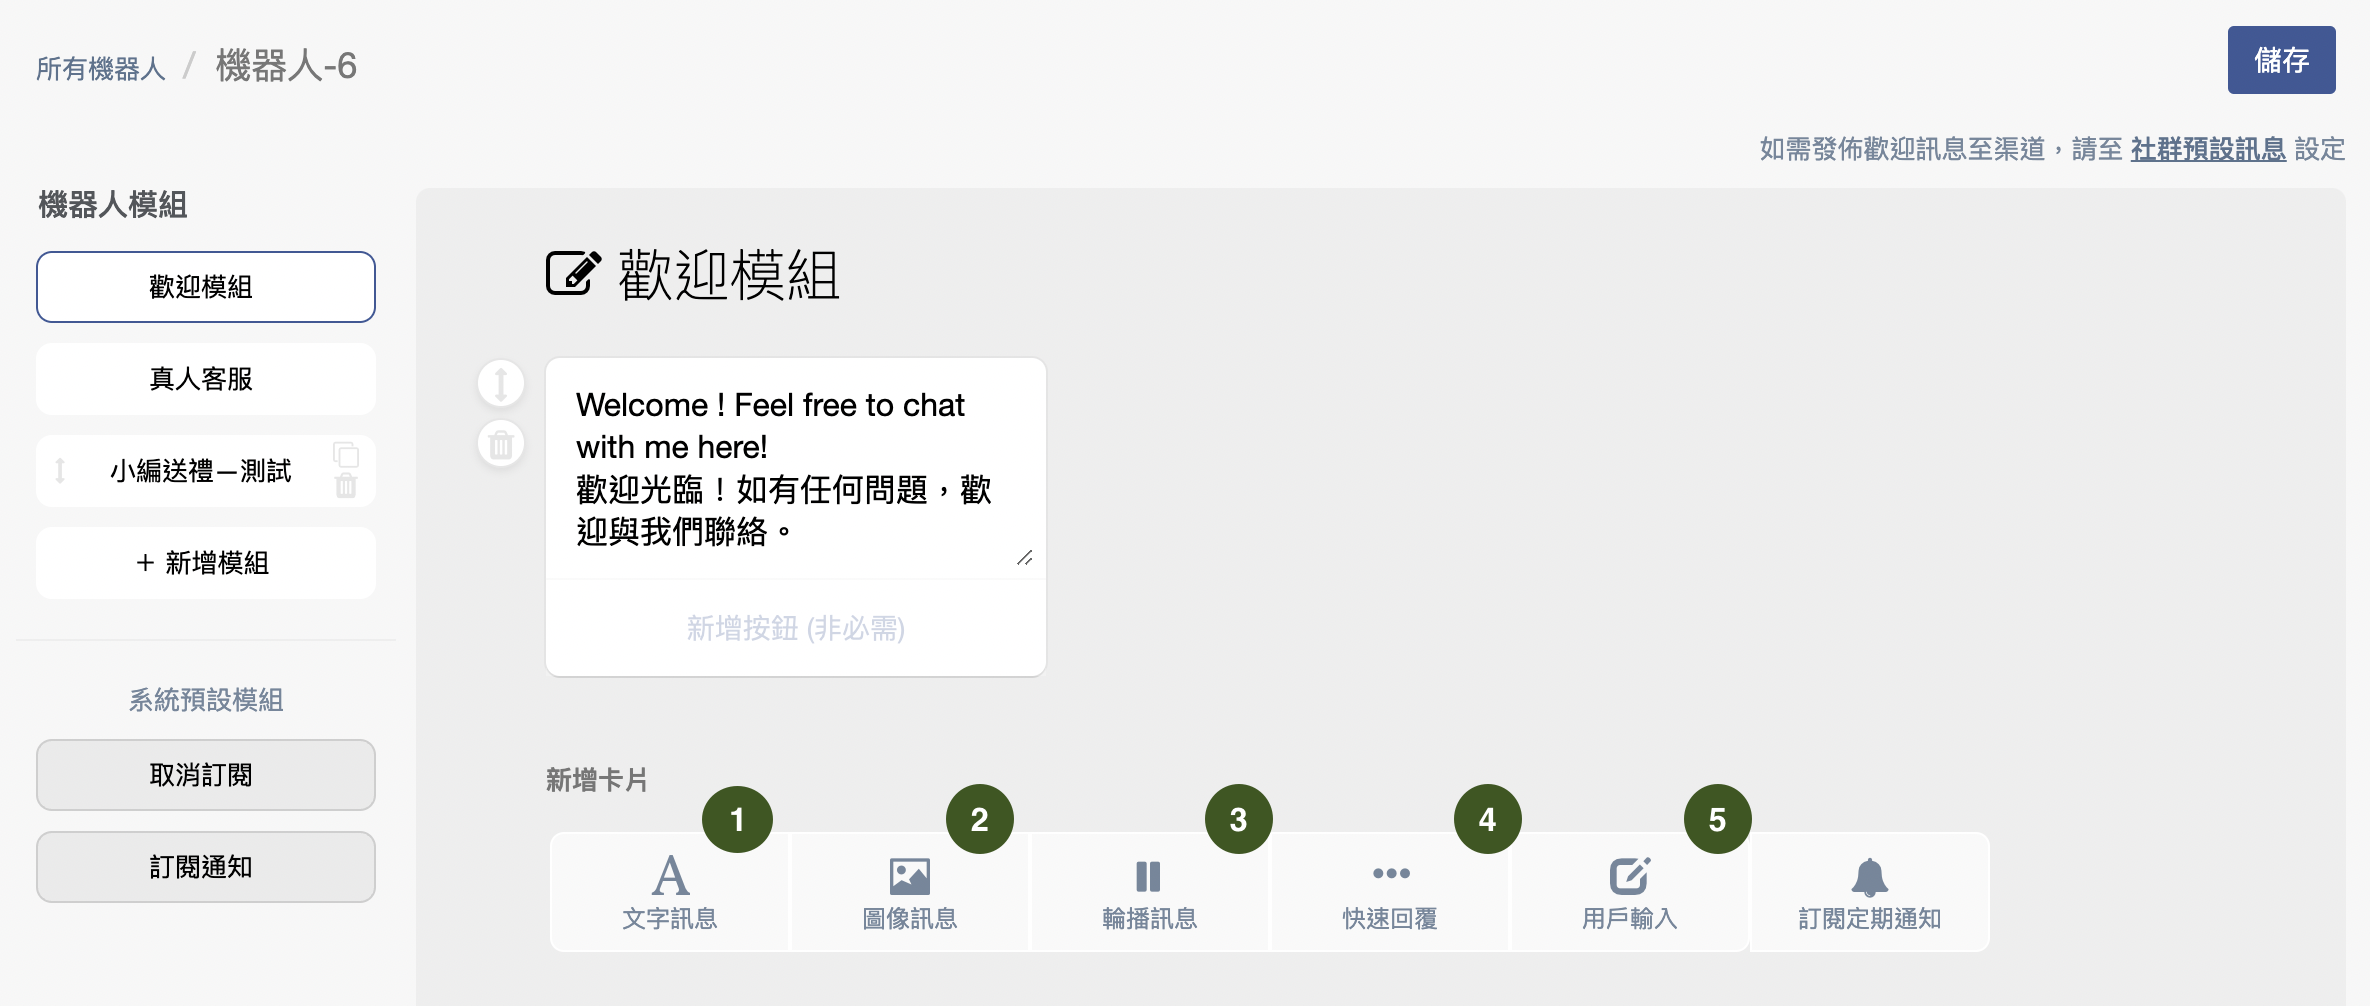 所有機器人 / 機器人-6
儲存
如需發佈歡迎訊息至渠道，請至 社群預設訊息 設定
機器人模組
歡迎模組
真人客服
小編送禮－測試
+ 新增模組
系統預設模組
取消訂閱
訂閱通知
歡迎模組
Welcome ! Feel free to chat
with me here!
歡迎光臨！如有任何問題，歡
迎與我們聯絡。
新增按鈕 (非必需)
新增卡片
1 2 3 4 5
文字訊息 圖像訊息 輪播訊息 快速回覆 用戶輸入 訂閱定期通知